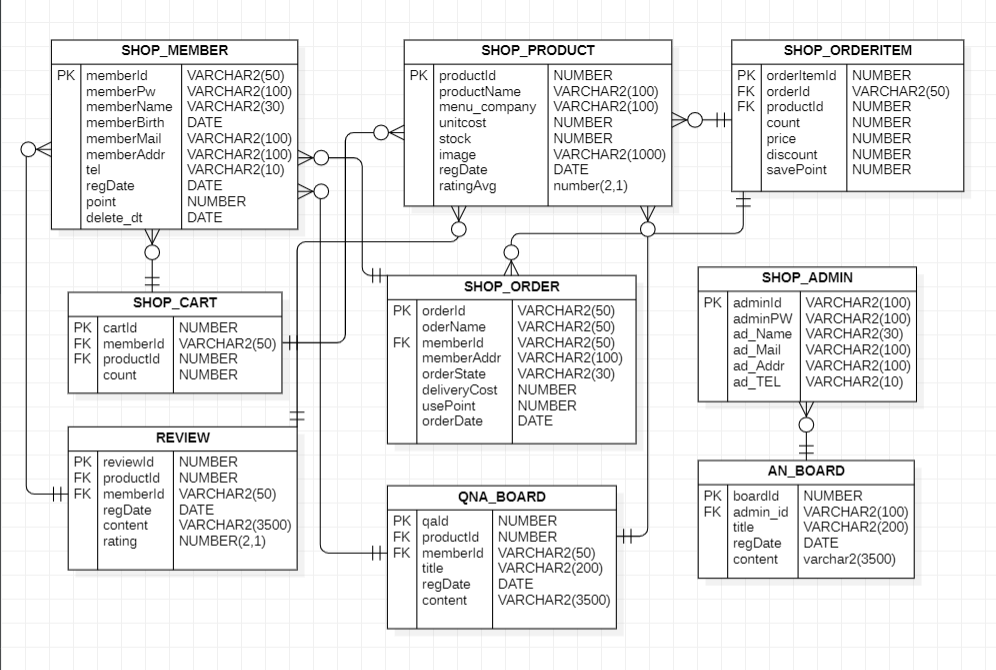 SHOP_MEMBER
PK memberId VARCHAR2(50)
memberPw VARCHAR2(100)
memberName VARCHAR2(30)
memberBirth DATE
memberMail VARCHAR2(100)
memberAddr VARCHAR2(100)
tel VARCHAR2(10)
regDate DATE
point NUMBER
delete_dt DATE
SHOP_PRODUCT
PK productId NUMBER
productName VARCHAR2(100)
menu_company VARCHAR2(100)
unitcost NUMBER
stock NUMBER
image VARCHAR2(1000)
regDate DATE
ratingAvg number(2,1)
SHOP_ORDERITEM
PK orderItemId NUMBER
FK orderId VARCHAR2(50)
FK productId NUMBER
count NUMBER
price NUMBER
discount NUMBER
savePoint NUMBER
SHOP_CART
PK cartId NUMBER
FK memberId VARCHAR2(50)
FK productId NUMBER
count NUMBER
SHOP_ORDER
PK orderId VARCHAR2(50)
oderName VARCHAR2(50)
FK memberId VARCHAR2(50)
memberAddr VARCHAR2(100)
orderState VARCHAR2(30)
deliveryCost NUMBER
usePoint NUMBER
orderDate DATE
SHOP_ADMIN
PK adminId VARCHAR2(100)
adminPW VARCHAR2(100)
ad_Name VARCHAR2(30)
ad_Mail VARCHAR2(100)
ad_Addr VARCHAR2(100)
ad_TEL VARCHAR2(10)
REVIEW
PK reviewId NUMBER
FK productId NUMBER
FK memberId VARCHAR2(50)
regDate DATE
content VARCHAR2(3500)
rating NUMBER(2,1)
QNA_BOARD
PK qaId NUMBER
FK productId NUMBER
FK memberId VARCHAR2(50)
title VARCHAR2(200)
regDate DATE
content VARCHAR2(3500)
AN_BOARD
PK boardId NUMBER
FK admin_id VARCHAR2(100)
title VARCHAR2(200)
regDate DATE
content varchar2(3500)